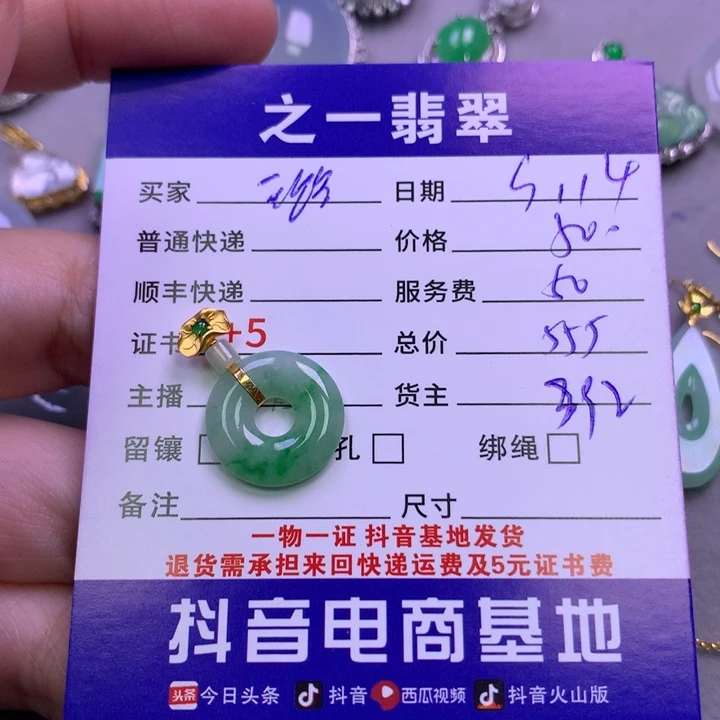 之一翡翠
买家 日期 5.114
普通快递 价格 50.
顺丰快递 服务费 50
证书 +5 总价 555
主播 货主
留镶 孔 绑绳
备注 尺寸
一物一证 抖音基地发货
退货需承担来回快递运费及5元证书费
抖音电商基地
头条 今日头条 抖音 西瓜视频 抖音火山版